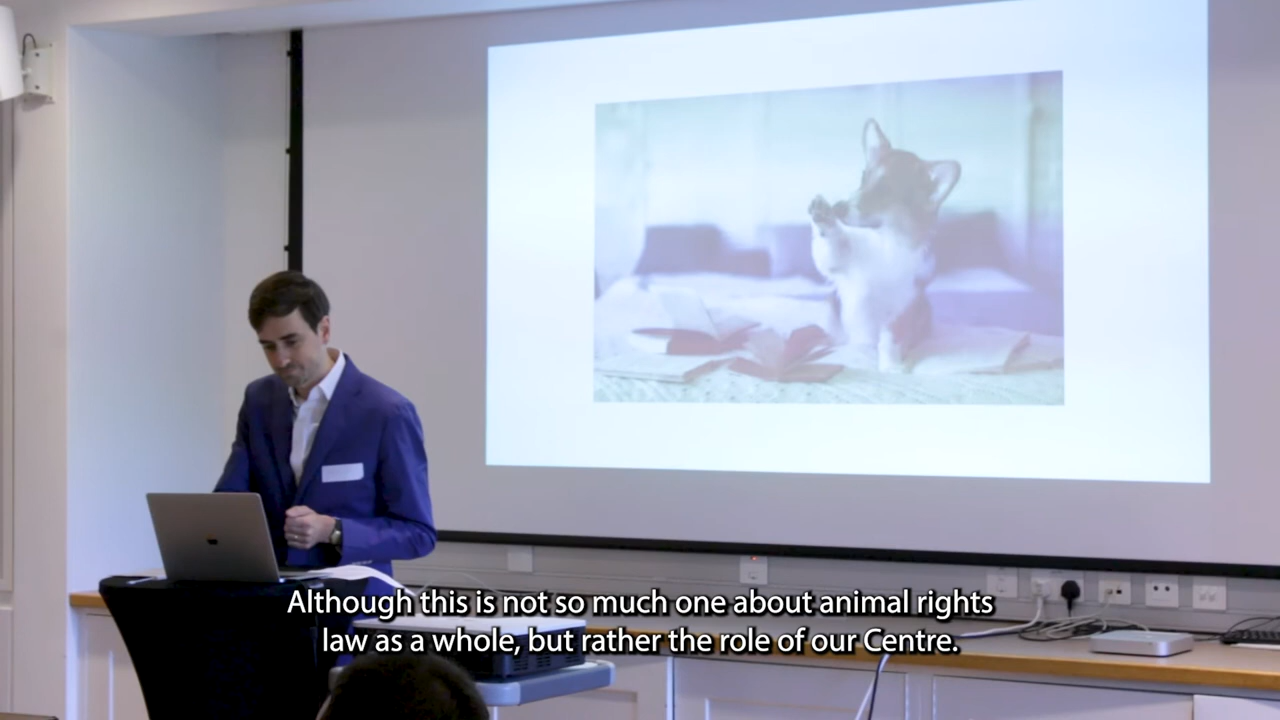 Although this is not so much one about animal rights
law as a whole, but rather the role of our Centre.